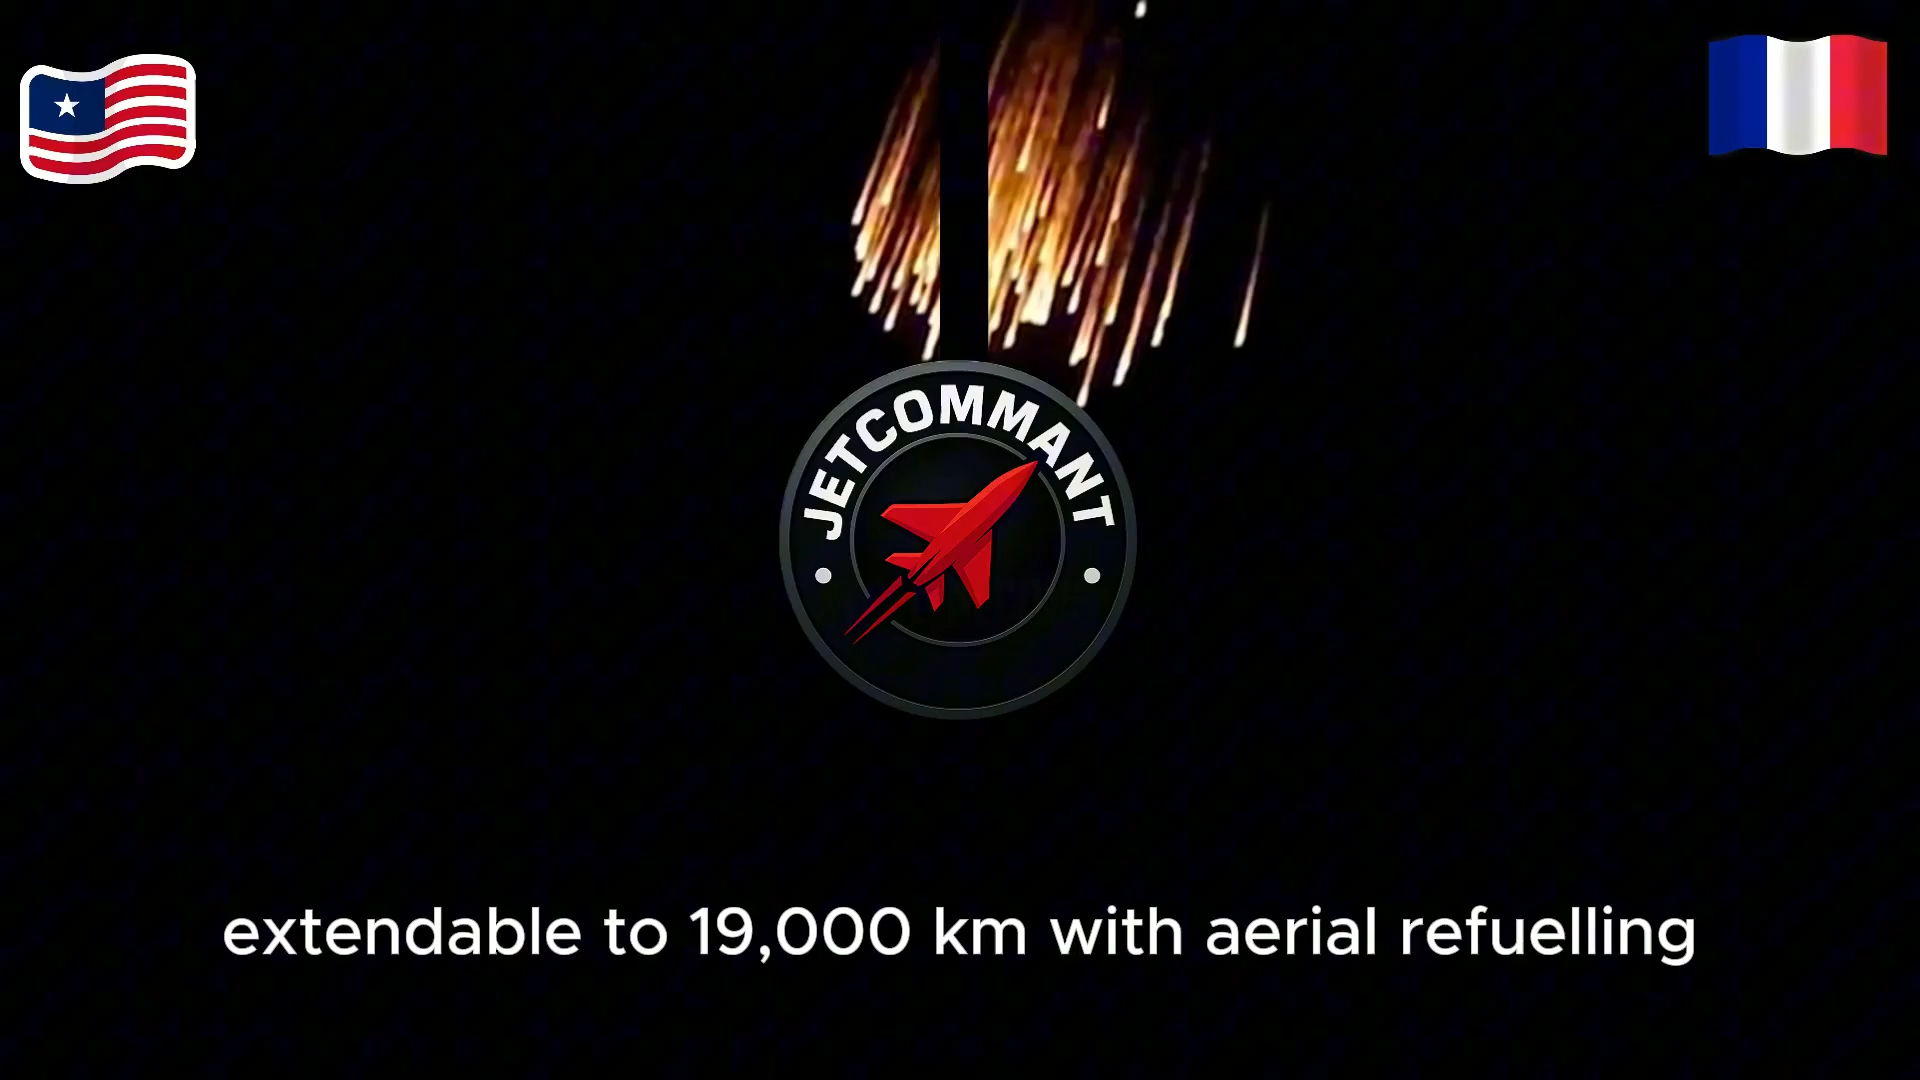 JETCOMMANT
extendable to 19,000 km with aerial refuelling